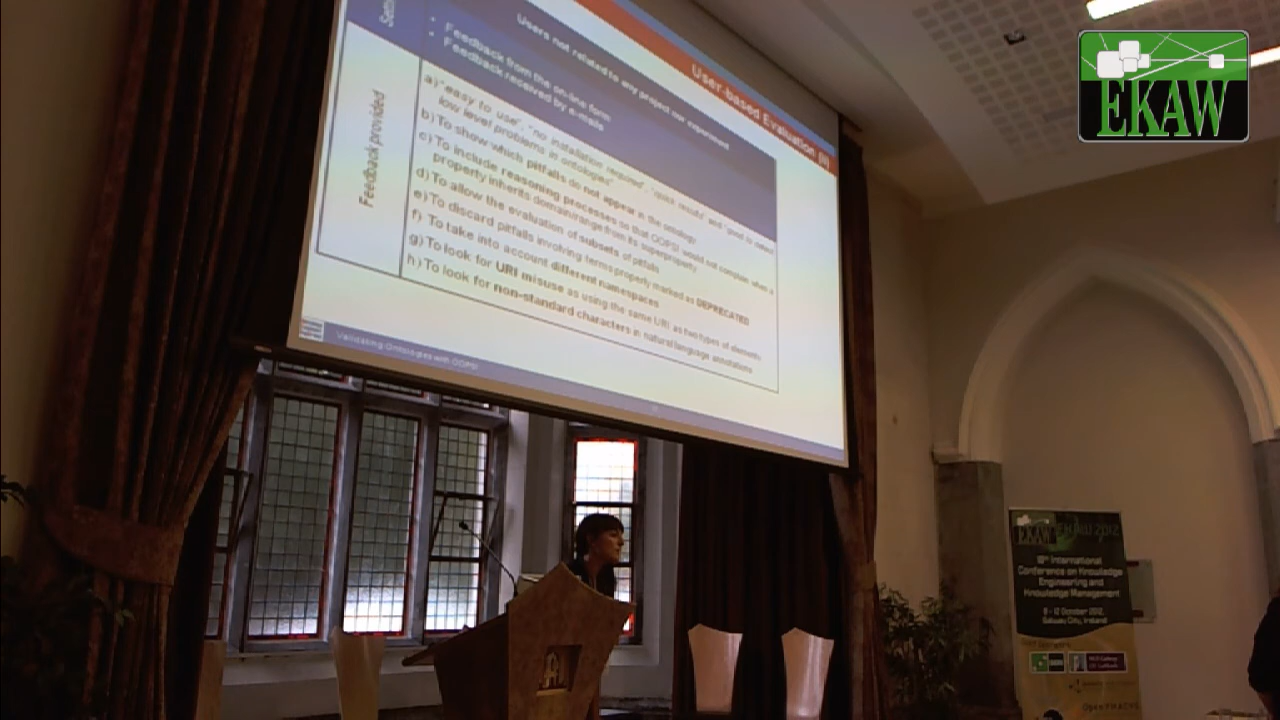 User-based Evaluation (II)
Users not related to any project our experiment
Feedback from the on-line form
Feedback received by e-mails
Feedback provided
a) "easy to use", "no installation required", "quick results" and "good to detect
low level problems in ontologies"
b) To show which pitfalls do not appear in the ontology
c) To include reasoning processes so that OOPS! would not complain when a
property inherits domain/range from its superproperty
d) To allow the evaluation of subsets of pitfalls
e) To discard pitfalls involving terms properly marked as DEPRECATED
f) To take into account different namespaces
g) To look for URI misuse as using the same URI as two types of elements
h) To look for non-standard characters in natural language annotations
Validating Ontologies with OOPS!
EKAW
EKAW
2012
International
Conference on Knowledge
Engineering and
Knowledge Management
8 - 12 October 2012,
Galway City, Ireland